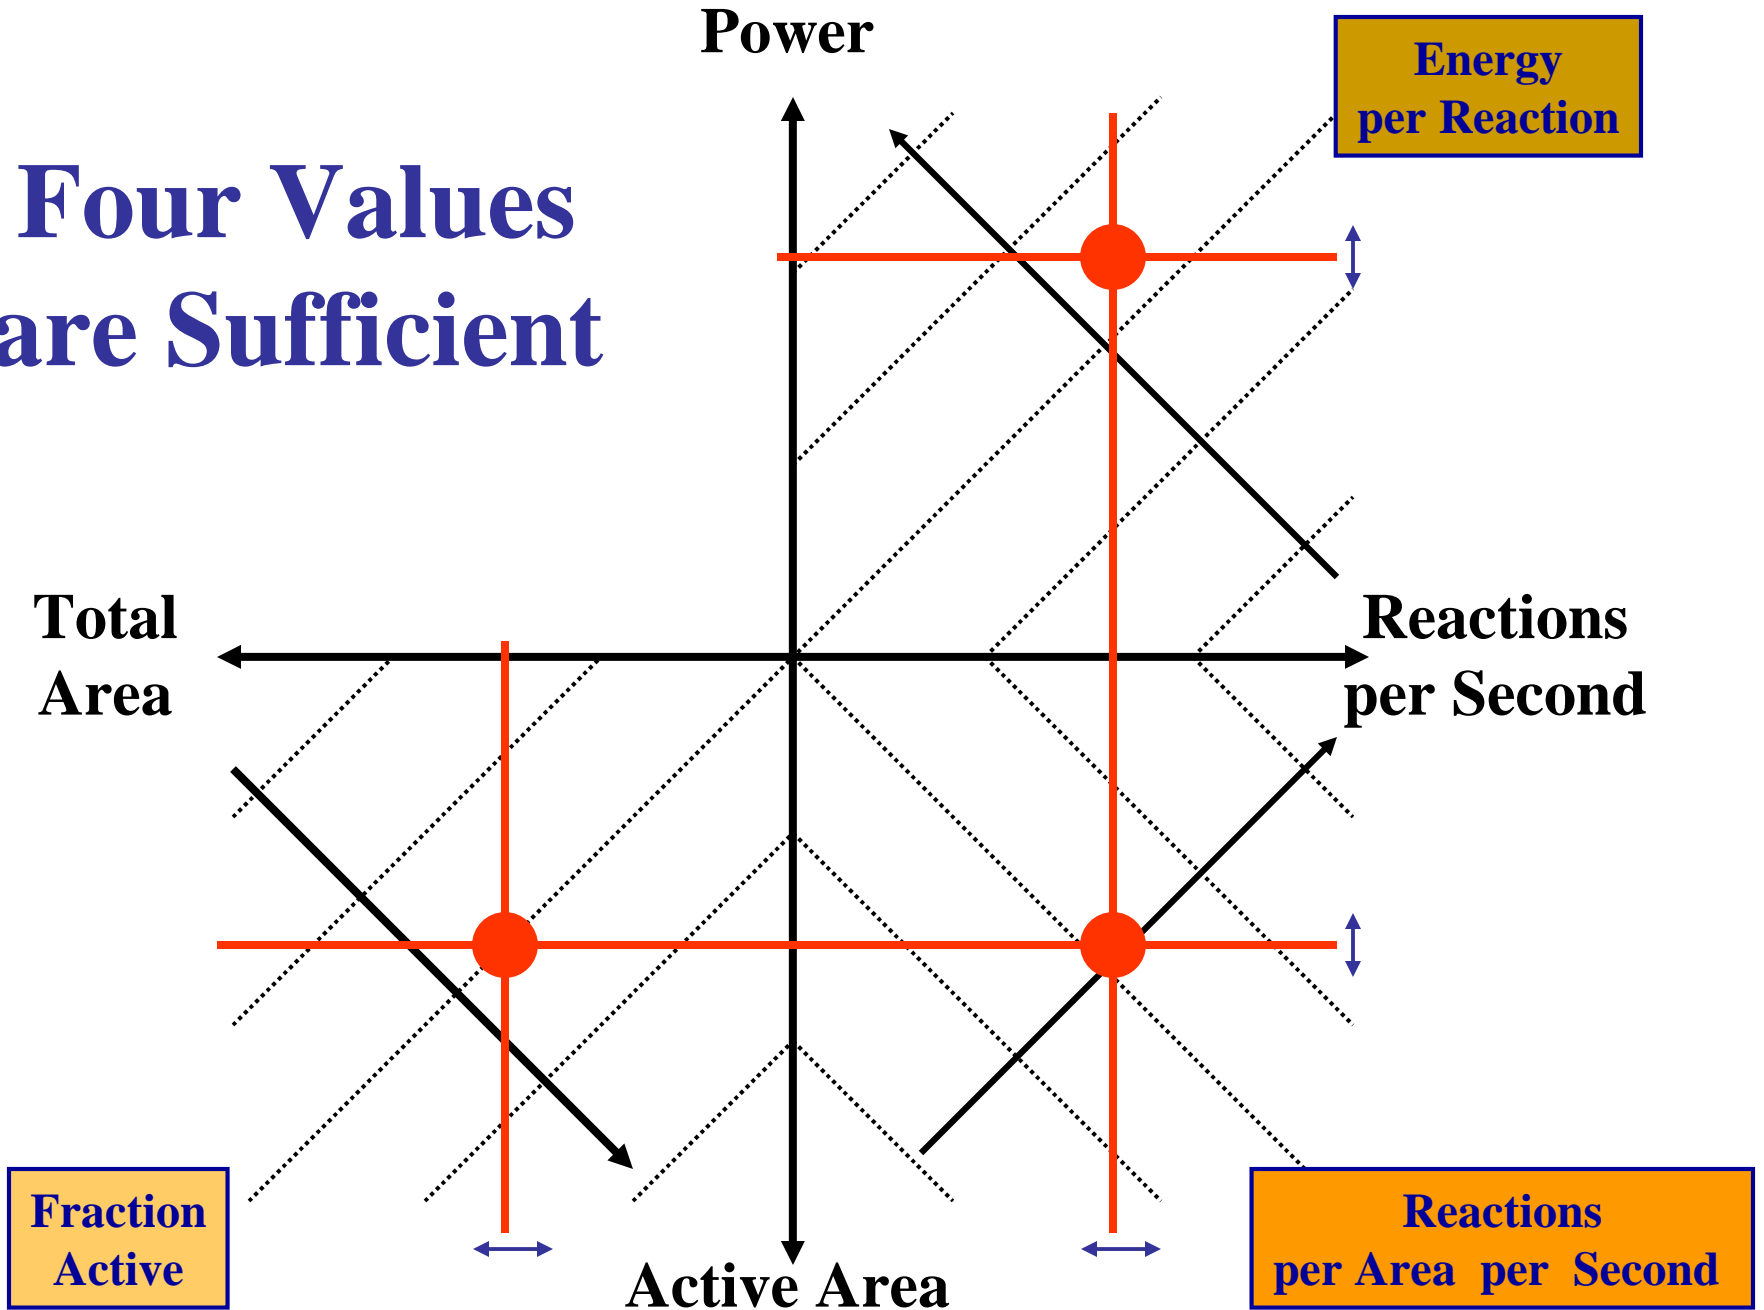 Power
Energy
per Reaction
Four Values
are Sufficient
Total
Area
Reactions
per Second
Fraction
Active
Active Area
Reactions
per Area per Second